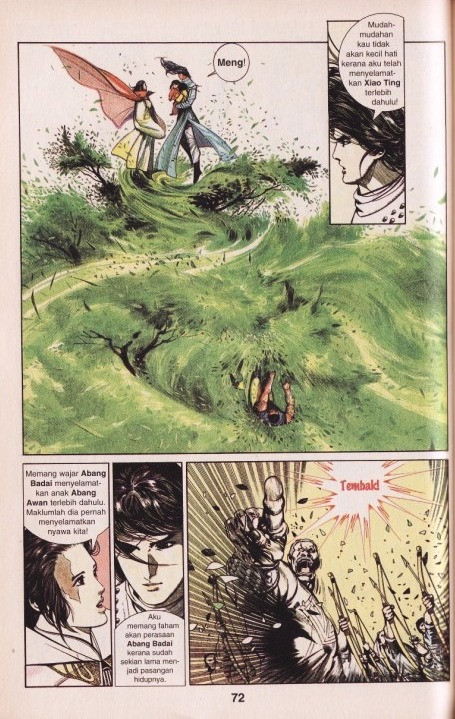 Meng!
Mudah-
mudahan
kau tidak
akan kecil hati
kerana aku telah
menyelamat-
kan Xiao Ting
terlebih
dahulu!
Memang wajar Abang
Badai menyelamat-
kan anak Abang
Awan terlebih dahulu.
Maklumlah dia pernah
menyelamatkan
nyawa kita!
Aku
memang faham
akan perasaan
Abang Badai
kerana sudah
sekian lama men-
jadi pasangan
hidupnya.
Tembak!
72